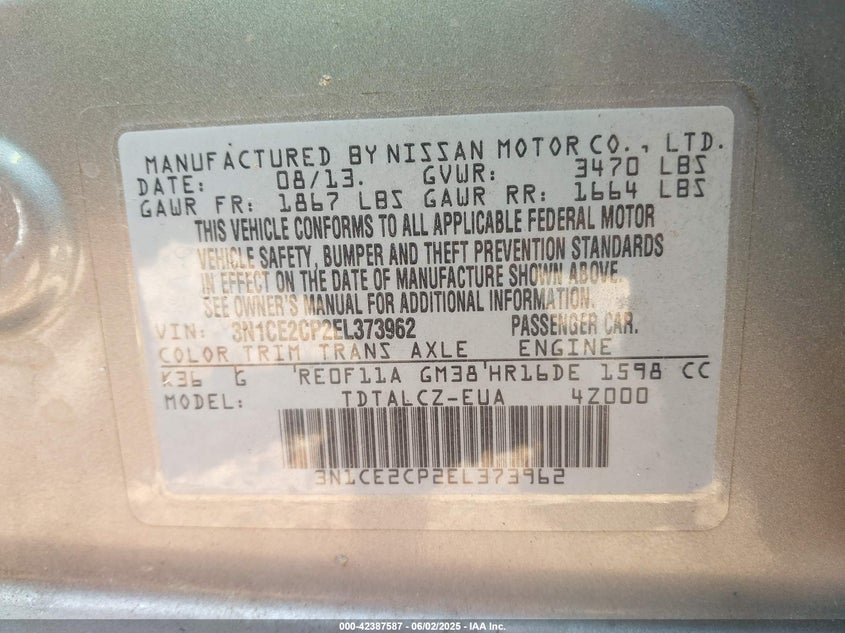 MANUFACTURED BY NISSAN MOTOR CO., LTD.
DATE: 08/13. GVWR: 3470 LBS
GAWR FR: 1867 LBS GAWR RR: 1664 LBS
THIS VEHICLE CONFORMS TO ALL APPLICABLE FEDERAL MOTOR
VEHICLE SAFETY, BUMPER AND THEFT PREVENTION STANDARDS
IN EFFECT ON THE DATE OF MANUFACTURE SHOWN ABOVE.
SEE OWNER'S MANUAL FOR ADDITIONAL INFORMATION.
VIN: 3N1CE2CP2EL373962 PASSENGER CAR.
COLOR TRIM TRANS AXLE ENGINE
K36 G RE0F11A GM38 HR16DE 1598 CC
MODEL: TDTALCZ-EUA 4Z000
3N1CE2CP2EL373962
000-42387587 - 06/02/2025 - IAA Inc.